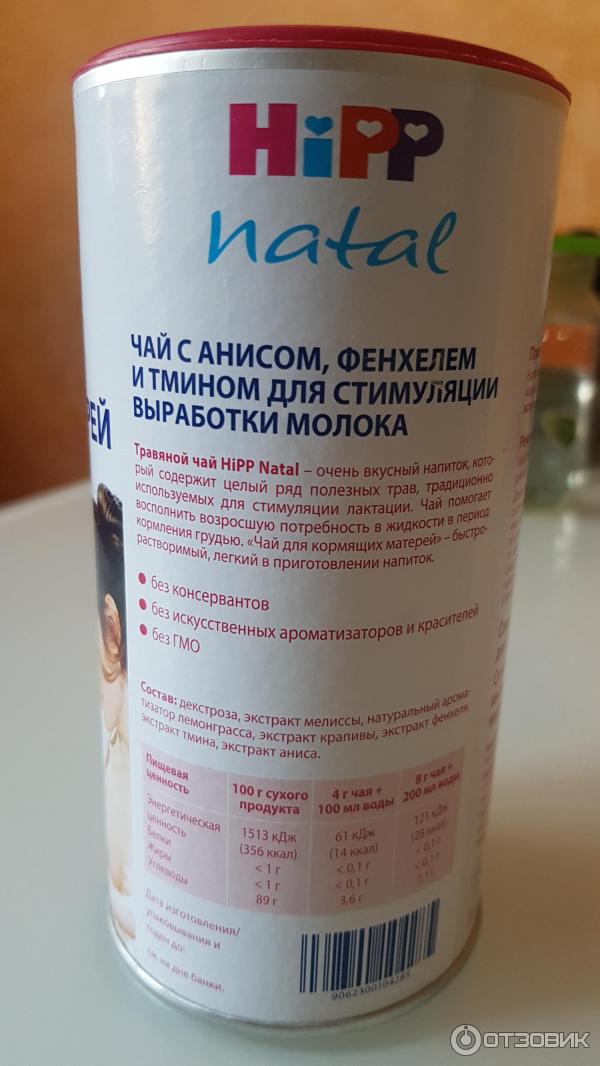 HiPP
natal
ЧАЙ С АНИСОМ, ФЕНХЕЛЕМ
И ТМИНОМ ДЛЯ СТИМУЛЯЦИИ
ВЫРАБОТКИ МОЛОКА
РЕЙ
Травяной чай HiPP Natal – очень вкусный напиток, кото-
рый содержит целый ряд полезных трав, традиционно
используемых для стимуляции лактации. Чай помогает
восполнить возросшую потребность в жидкости в период
кормления грудью. «Чай для кормящих матерей» – быстро-
растворимый, легкий в приготовлении напиток.
• без консервантов
• без искусственных ароматизаторов и красителей
• без ГМО
Состав: декстроза, экстракт мелиссы, натуральный арома-
тизатор лемонграсса, экстракт крапивы, экстракт фенхеля,
экстракт тмина, экстракт аниса.
Пищевая ценность 100 г сухого продукта 4 г чая + 100 мл воды 8 г чая + 200 мл воды
Энергетическая ценность 1513 кДж (356 ккал) 61 кДж (14 ккал) 121 кДж (28 ккал)
Белки < 1 г < 0,1 г < 0,1 г
Жиры < 1 г < 0,1 г < 0,1 г
Углеводы 89 г 3,6 г 7,1 г
Дата изготовления/
упаковывания и
годен до:
см. на дне банки.
9062300104285
ОТЗОВИК